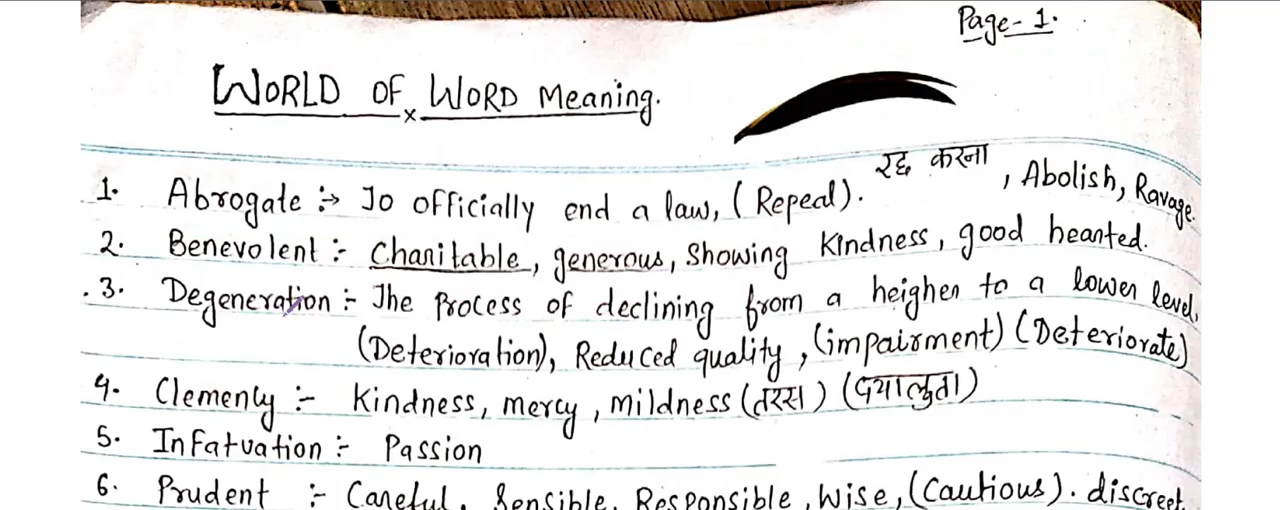 Page-1.
WORLD OF x WORD Meaning.
1. Abrogate :→ To officially end a law, (Repeal). रद्द करना , Abolish, Ravage.
2. Benevolent :- Charitable, generous, Showing Kindness, good hearted.
.3. Degeneration :- The Process of declining from a heigher to a lower level.
(Deterioration), Reduced quality, (impairment) (Deteriorate)
4. Clemenly :- Kindness, mercy, mildness (तरस) (दयालुता)
5. Infatuation :- Passion
6. Prudent :- Careful, Sensible, Responsible, Wise, (Cautious). discreet.